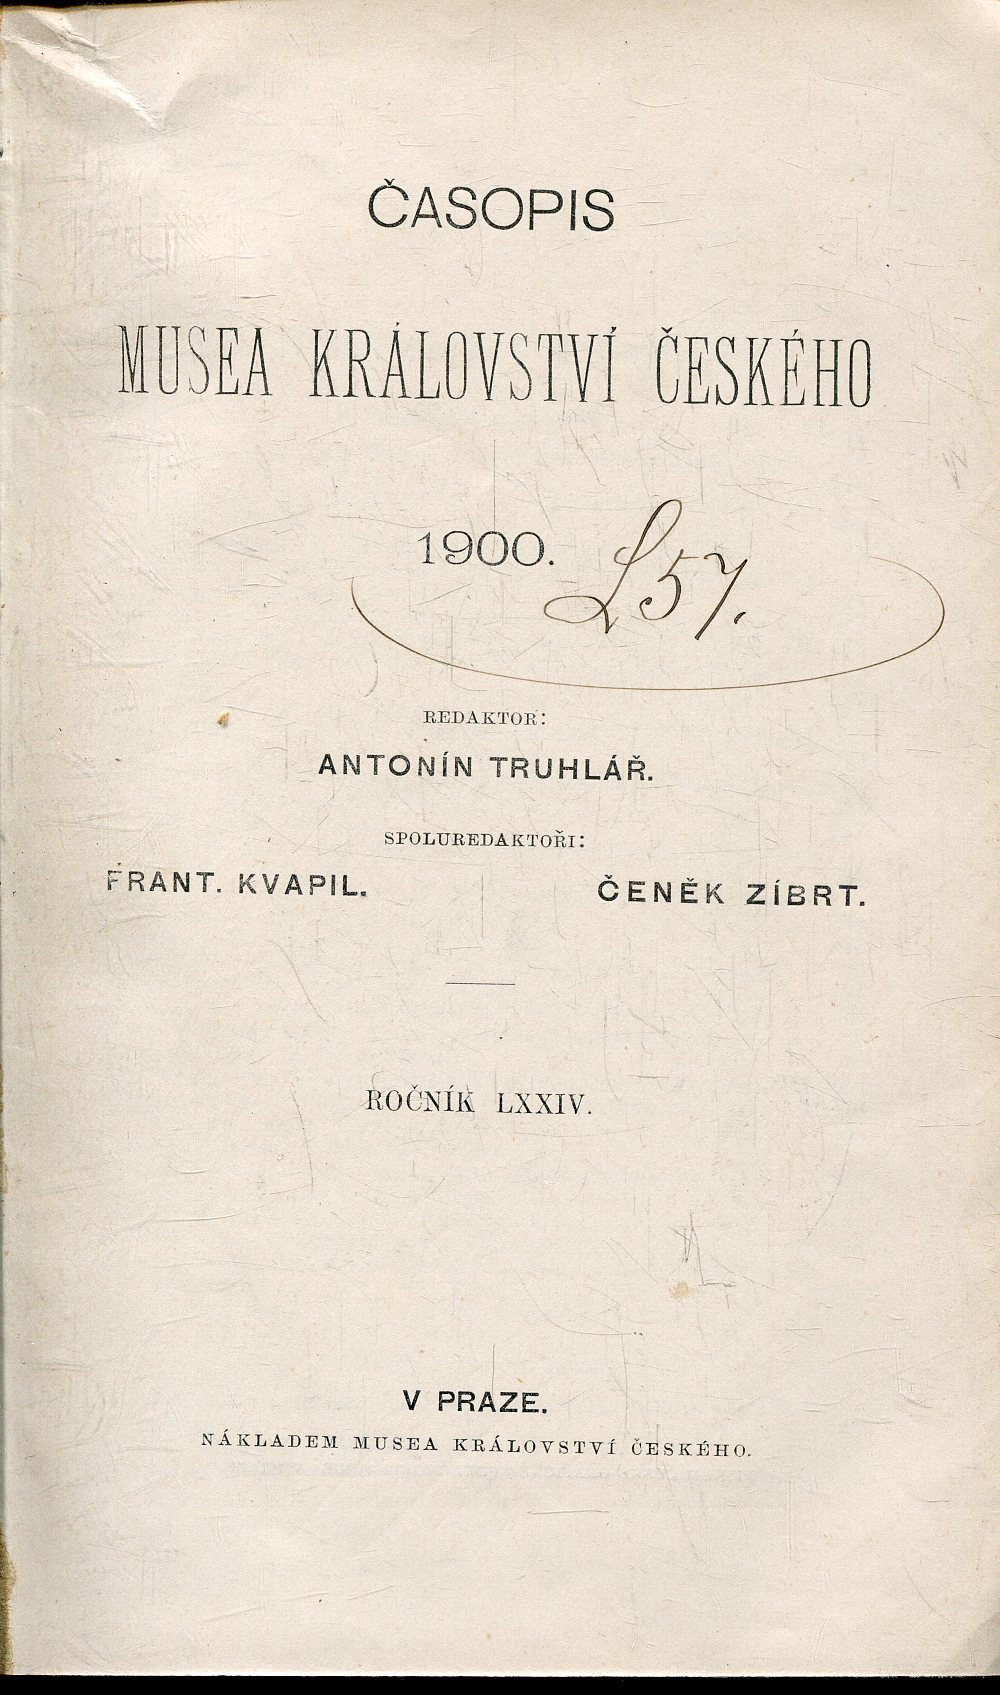 ČASOPIS
MUSEA KRÁLOVSTVÍ ČESKÉHO
1900.
L 57.
REDAKTOR:
ANTONÍN TRUHLÁŘ.
SPOLUREDAKTOŘI:
FRANT. KVAPIL. ČENĚK ZÍBRT.
ROČNÍK LXXIV.
V PRAZE.
NÁKLADEM MUSEA KRÁLOVSTVÍ ČESKÉHO.